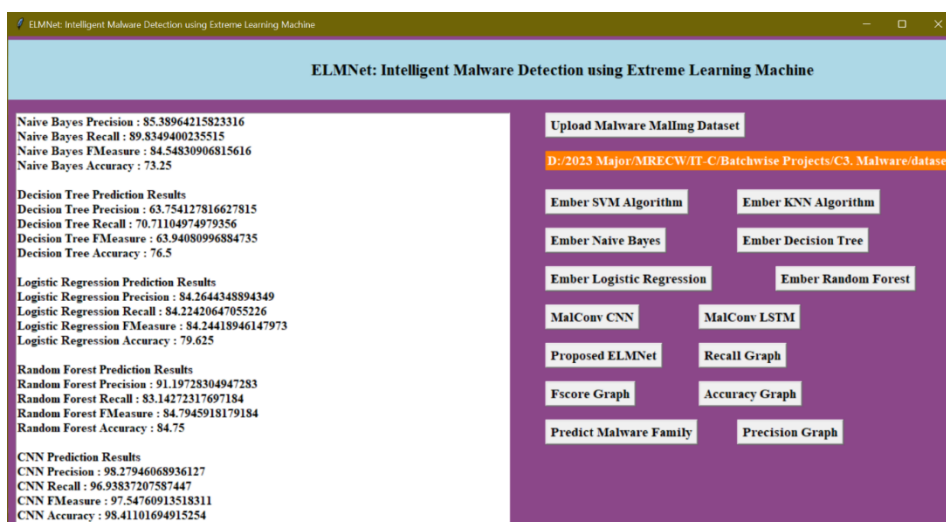 ELMNet: Intelligent Malware Detection using Extreme Learning Machine
ELMNet: Intelligent Malware Detection using Extreme Learning Machine
Naive Bayes Precision : 85.38964215823316
Naive Bayes Recall : 89.8349400235515
Naive Bayes FMeasure : 84.54830906815616
Naive Bayes Accuracy : 73.25
Decision Tree Prediction Results
Decision Tree Precision : 63.754127816627815
Decision Tree Recall : 70.71104974979356
Decision Tree FMeasure : 63.94080996884735
Decision Tree Accuracy : 76.5
Logistic Regression Prediction Results
Logistic Regression Precision : 84.2644348894349
Logistic Regression Recall : 84.22420647055226
Logistic Regression FMeasure : 84.24418946147973
Logistic Regression Accuracy : 79.625
Random Forest Prediction Results
Random Forest Precision : 91.19728304947283
Random Forest Recall : 83.14272317697184
Random Forest FMeasure : 84.7945918179184
Random Forest Accuracy : 84.75
CNN Prediction Results
CNN Precision : 98.27946068936127
CNN Recall : 96.93837207587447
CNN FMeasure : 97.54760913518311
CNN Accuracy : 98.41101694915254
Upload Malware MalImg Dataset
D:/2023 Major/MRECW/IT-C/Batchwise Projects/C3. Malware/datase
Ember SVM Algorithm
Ember KNN Algorithm
Ember Naive Bayes
Ember Decision Tree
Ember Logistic Regression
Ember Random Forest
MalConv CNN
MalConv LSTM
Proposed ELMNet
Recall Graph
Fscore Graph
Accuracy Graph
Predict Malware Family
Precision Graph